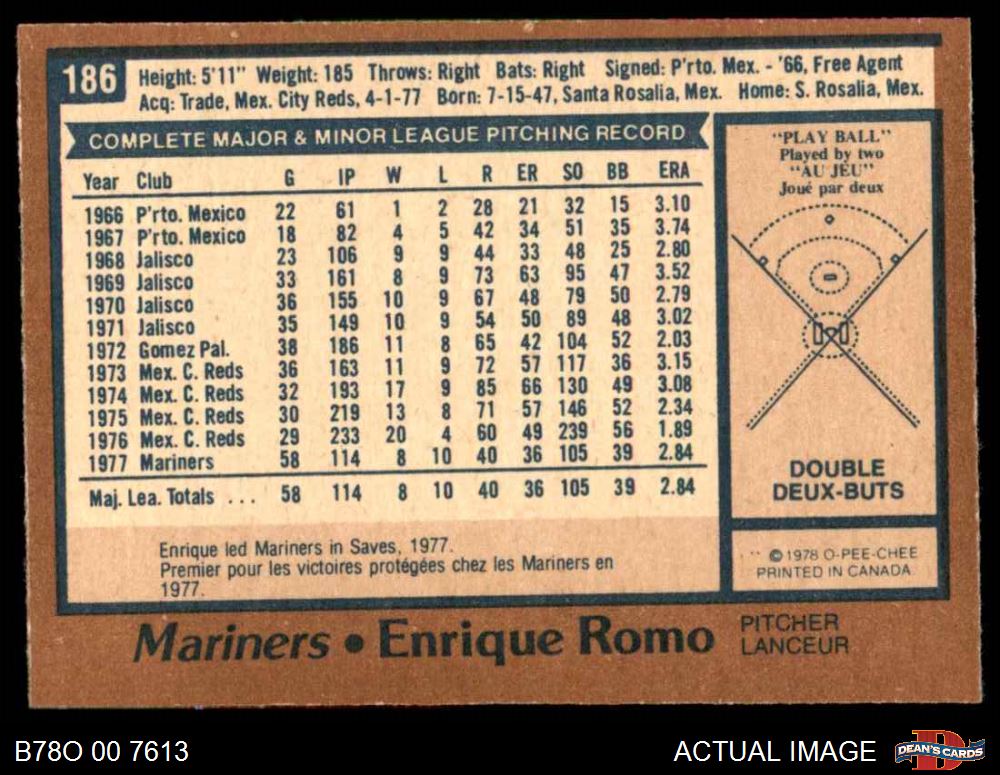 186
Height: 5'11" Weight: 185 Throws: Right Bats: Right Signed: P'rto. Mex. - '66, Free Agent
Acq: Trade, Mex. City Reds, 4-1-77 Born: 7-15-47, Santa Rosalia, Mex. Home: S. Rosalia, Mex.
COMPLETE MAJOR & MINOR LEAGUE PITCHING RECORD
Year Club G IP W L R ER SO BB ERA
1966 P'rto. Mexico 22 61 1 2 28 21 32 15 3.10
1967 P'rto. Mexico 18 82 4 5 42 34 51 35 3.74
1968 Jalisco 23 106 9 9 44 33 48 25 2.80
1969 Jalisco 33 161 8 9 73 63 95 47 3.52
1970 Jalisco 36 155 10 9 67 48 79 50 2.79
1971 Jalisco 35 149 10 9 54 50 89 48 3.02
1972 Gomez Pal. 38 186 11 8 65 42 104 52 2.03
1973 Mex. C. Reds 36 163 11 9 72 57 117 36 3.15
1974 Mex. C. Reds 32 193 17 9 85 66 130 49 3.08
1975 Mex. C. Reds 30 219 13 8 71 57 146 52 2.34
1976 Mex. C. Reds 29 233 20 4 60 49 239 56 1.89
1977 Mariners 58 114 8 10 40 36 105 39 2.84
Maj. Lea. Totals ... 58 114 8 10 40 36 105 39 2.84
Enrique led Mariners in Saves, 1977.
Premier pour les victoires protégées chez les Mariners en
1977.
"PLAY BALL"
Played by two
"AU JEU"
Joué par deux
DOUBLE
DEUX-BUTS
© 1978 O-PEE-CHEE
PRINTED IN CANADA
Mariners • Enrique Romo
PITCHER
LANCEUR
B78O 00 7613
ACTUAL IMAGE
D
DEAN'S CARDS